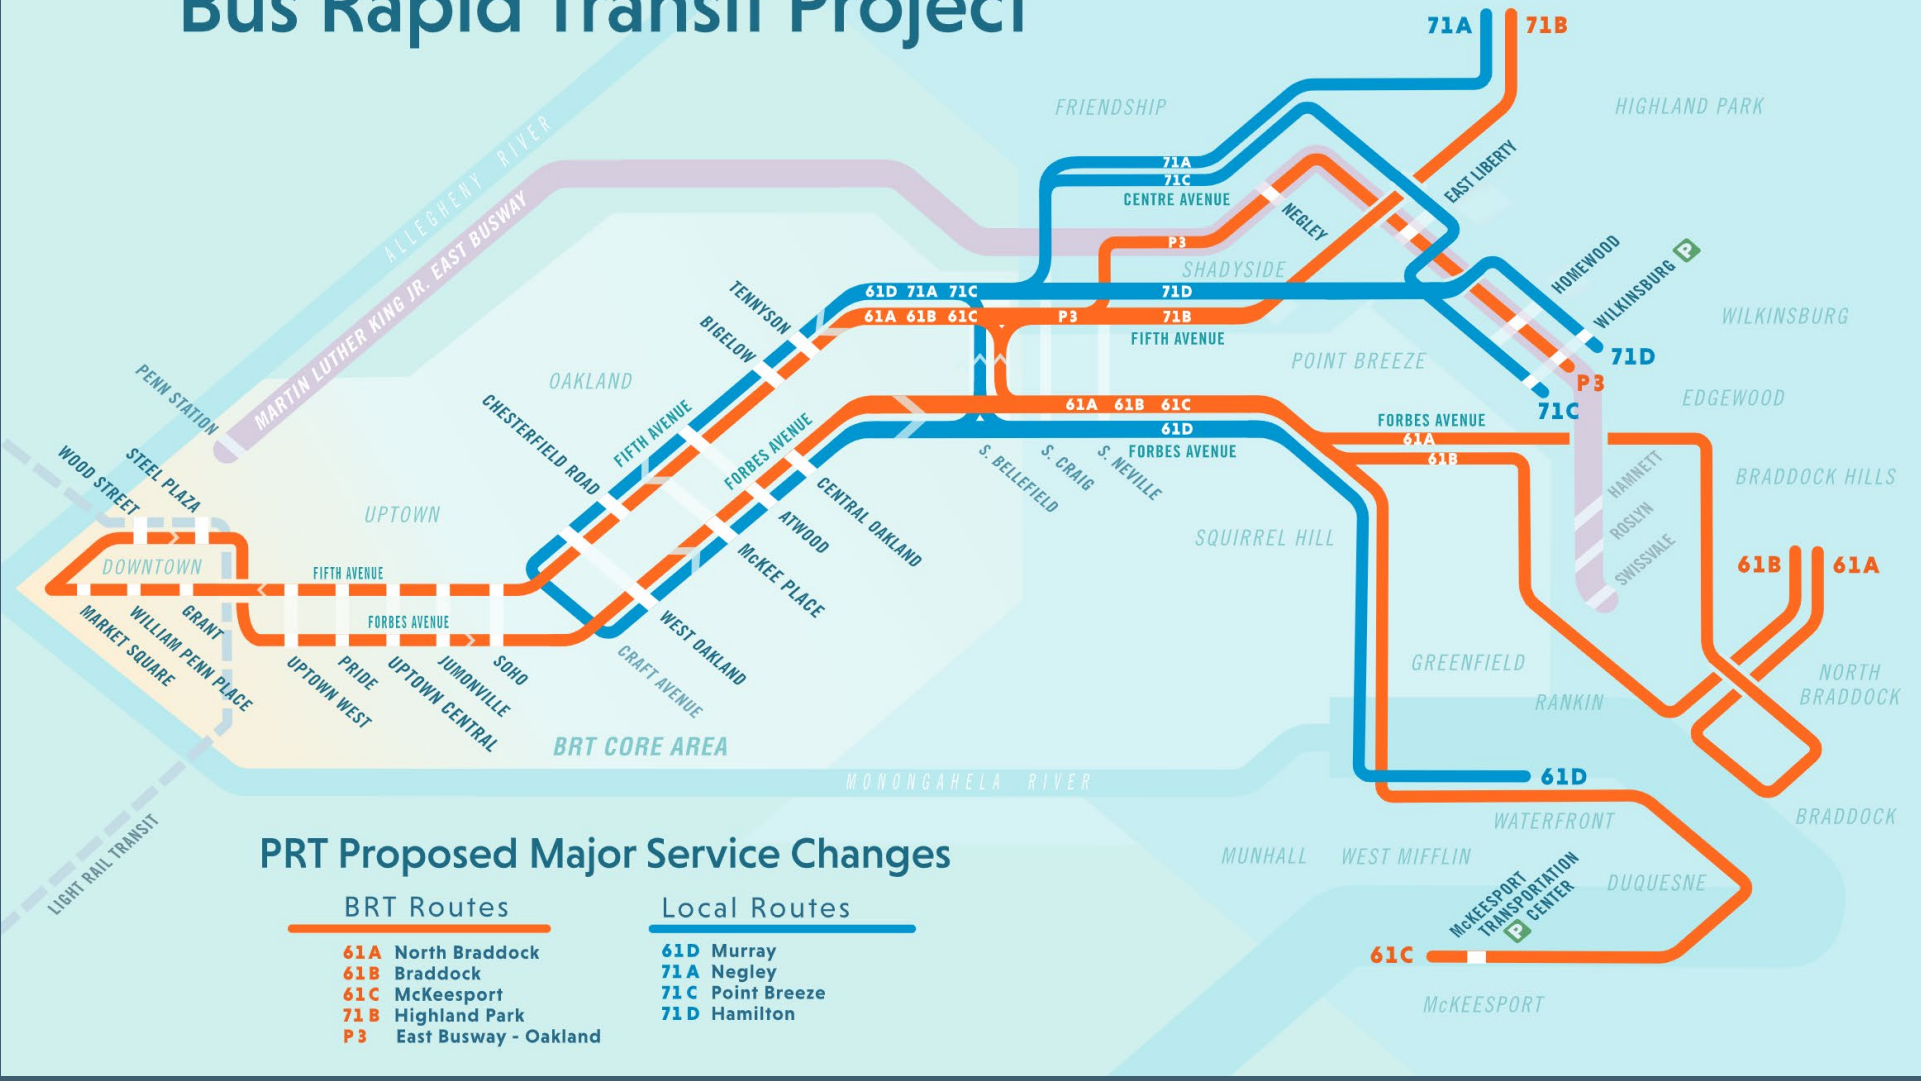 Bus Rapid Transit Project
71A
71B
FRIENDSHIP
HIGHLAND PARK
ALLEGHENY RIVER
MARTIN LUTHER KING JR. EAST BUSWAY
71A
71C
CENTRE AVENUE
EAST LIBERTY
NEGLEY
P3
SHADYSIDE
HOMEWOOD
WILKINSBURG
P
61D 71A 71C
71D
61A 61B 61C
P3
71B
FIFTH AVENUE
WILKINSBURG
TENNYSON
BIGELOW
OAKLAND
POINT BREEZE
71D
P3
71C
EDGEWOOD
PENN STATION
CHESTERFIELD ROAD
FIFTH AVENUE
FORBES AVENUE
61A 61B 61C
61D
FORBES AVENUE
FORBES AVENUE
61A
61B
S. BELLEFIELD
S. CRAIG
S. NEVILLE
HAMNETT
ROSLYN
SWISSVALE
BRADDOCK HILLS
WOOD STREET
STEEL PLAZA
UPTOWN
CENTRAL OAKLAND
ATWOOD
McKEE PLACE
SQUIRREL HILL
DOWNTOWN
FIFTH AVENUE
FORBES AVENUE
61B
61A
MARKET SQUARE
WILLIAM PENN PLACE
GRANT
UPTOWN WEST
PRIDE
UPTOWN CENTRAL
JUMONVILLE
SOHO
WEST OAKLAND
CRAFT AVENUE
GREENFIELD
RANKIN
NORTH
BRADDOCK
BRT CORE AREA
MONONGAHELA RIVER
61D
WATERFRONT
BRADDOCK
LIGHT RAIL TRANSIT
MUNHALL
WEST MIFFLIN
DUQUESNE
McKEESPORT
TRANSPORTATION
CENTER
P
61C
McKEESPORT
PRT Proposed Major Service Changes
BRT Routes
61A North Braddock
61B Braddock
61C McKeesport
71B Highland Park
P3 East Busway - Oakland
Local Routes
61D Murray
71A Negley
71C Point Breeze
71D Hamilton